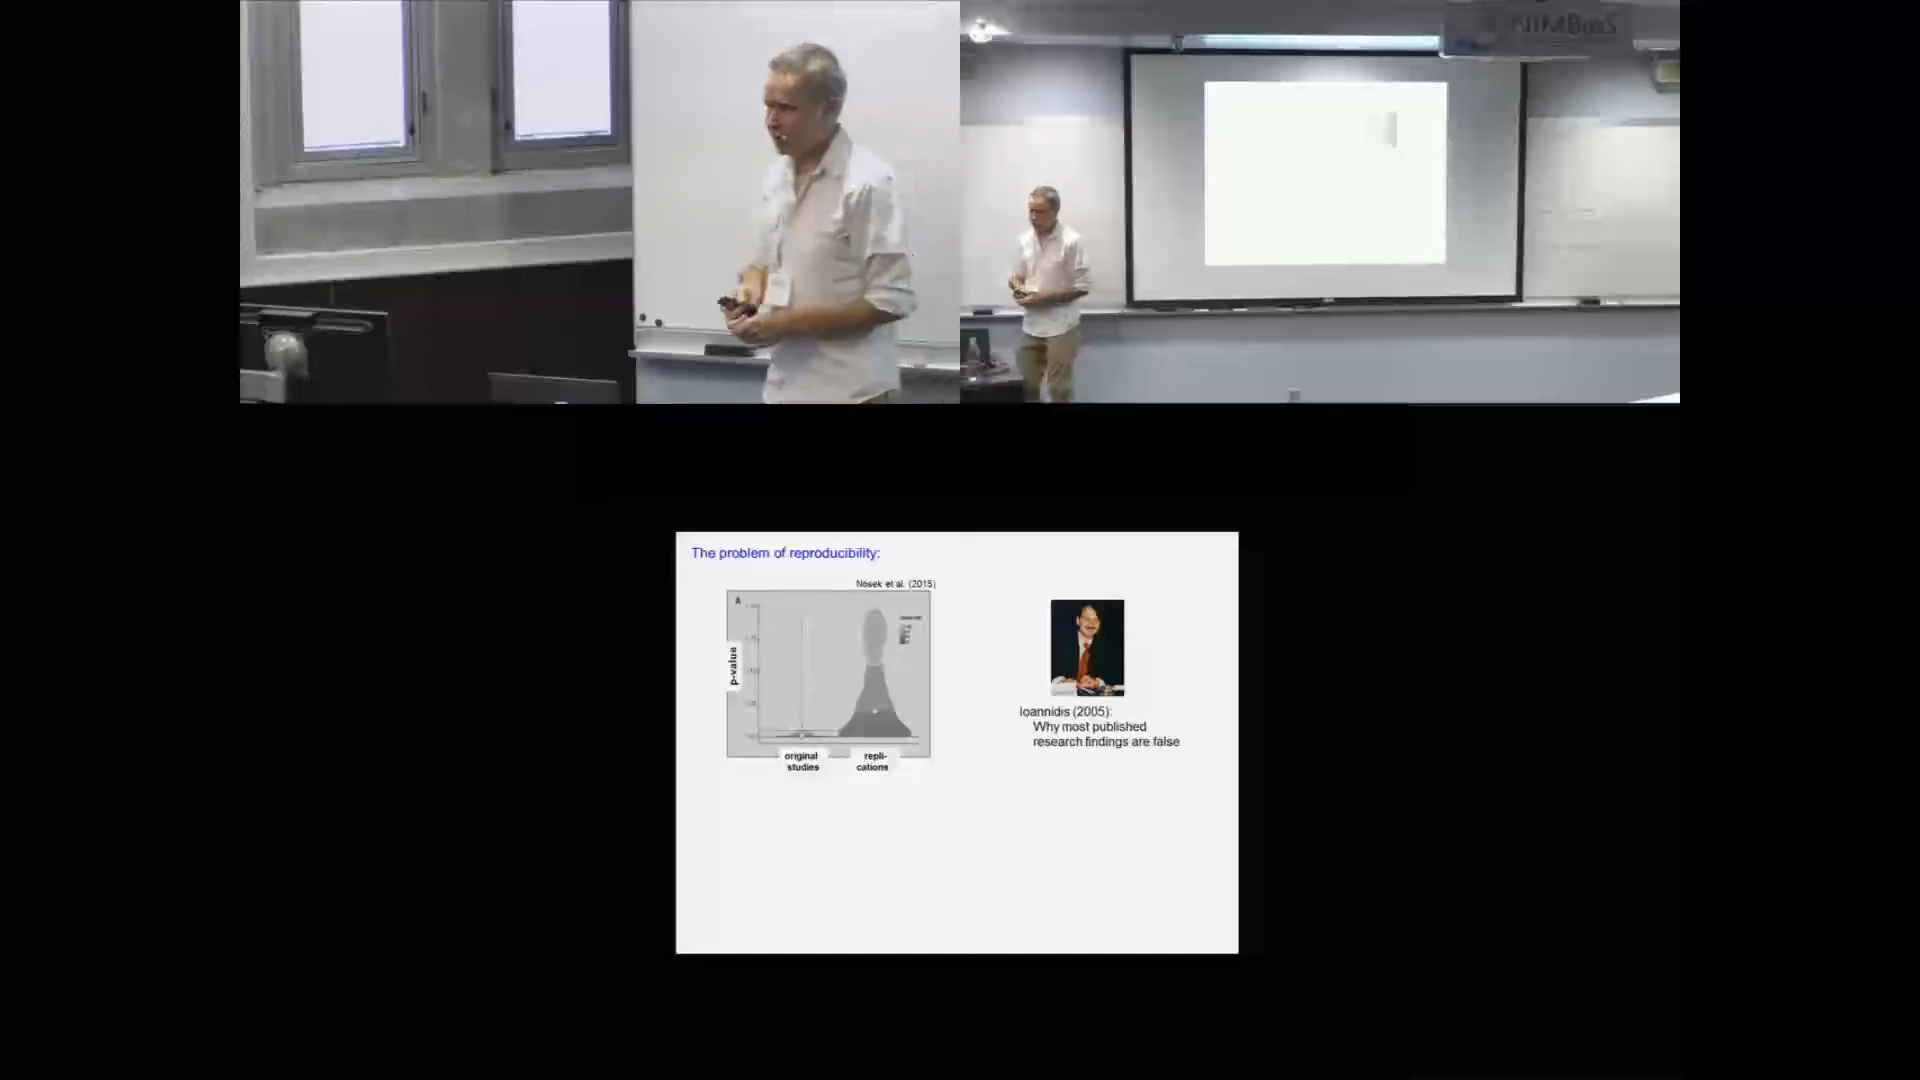 NIMBioS
The problem of reproducibility:
Nosek et al. (2015)
A
p-value
original
studies
repli-
cations
Ioannidis (2005):
Why most published
research findings are false